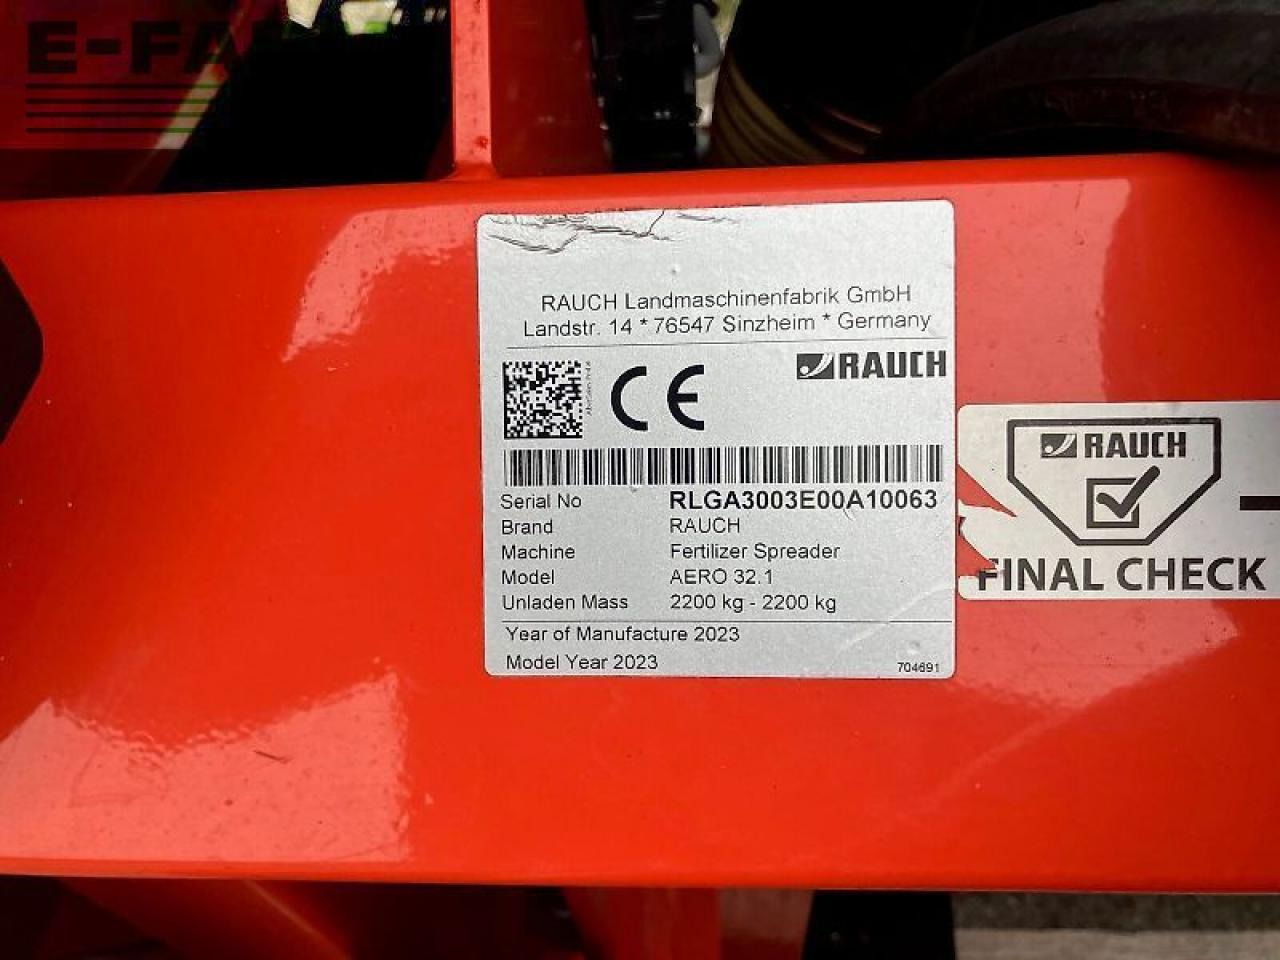 RAUCH Landmaschinenfabrik GmbH
Landstr. 14 * 76547 Sinzheim * Germany
CE
RAUCH
Serial No RLGA3003E00A10063
Brand RAUCH
Machine Fertilizer Spreader
Model AERO 32.1
Unladen Mass 2200 kg - 2200 kg
Year of Manufacture 2023
Model Year 2023
704691
RAUCH
FINAL CHECK